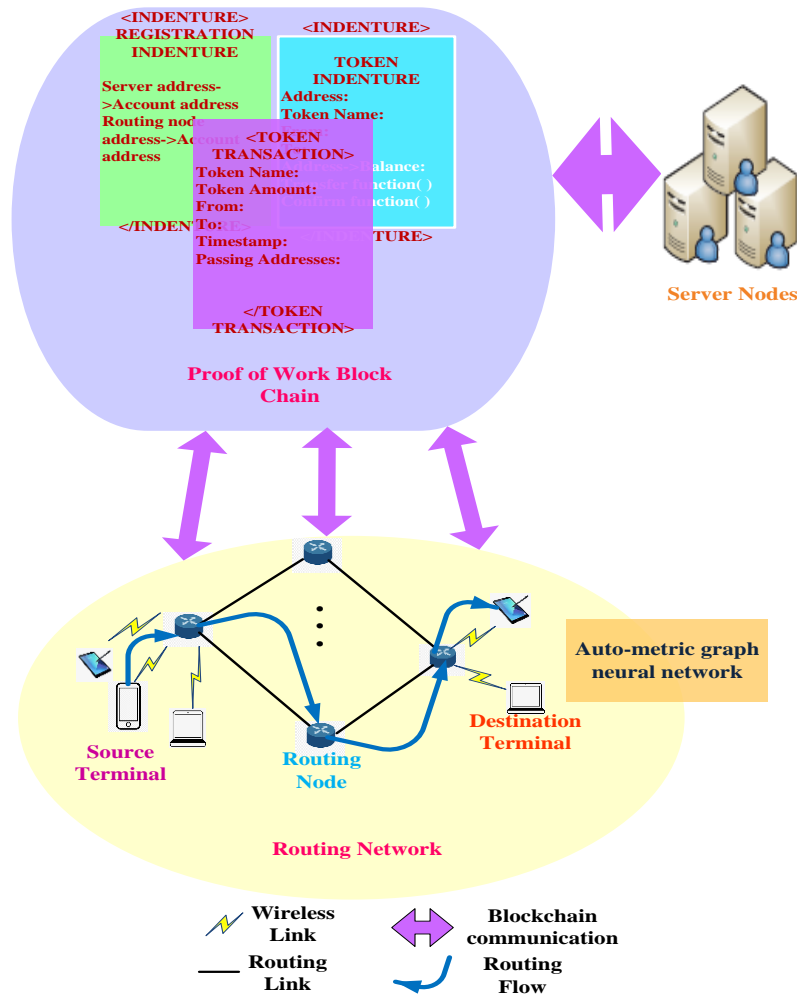 <INDENTURE>
REGISTRATION
INDENTURE
Server address-
>Account address
Routing node
address->Account
address
</INDENTURE>
<INDENTURE>
TOKEN
INDENTURE
Address:
Token Name:
Balance:
function( )
Confirm function( )
<INDENTURE>
<TOKEN
TRANSACTION>
Token Name:
Token Amount:
From:
To:
Timestamp:
Passing Addresses:
</TOKEN
TRANSACTION>
Proof of Work Block
Chain
Server Nodes
Auto-metric graph
neural network
Source
Terminal
Routing
Node
Destination
Terminal
Routing Network
Wireless
Link
Blockchain
communication
Routing
Link
Routing
Flow